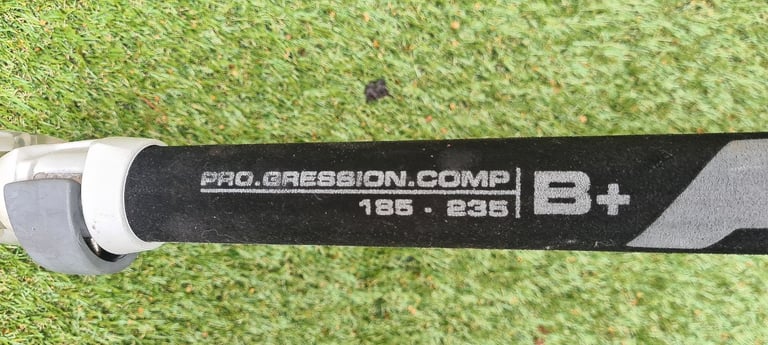 PRO.GRESSION.COMP
185 - 235
B+